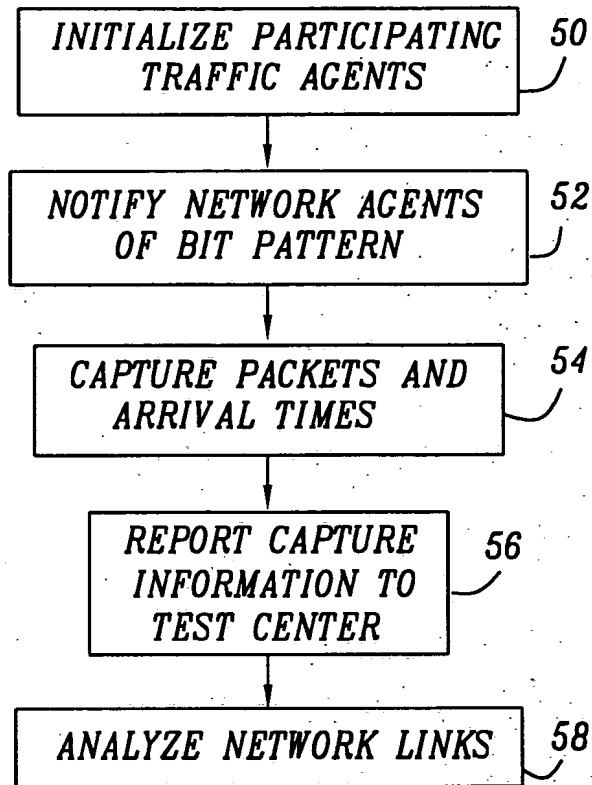 INITIALIZE PARTICIPATING
TRAFFIC AGENTS
50
NOTIFY NETWORK AGENTS
OF BIT PATTERN
52
CAPTURE PACKETS AND
ARRIVAL TIMES
54
REPORT CAPTURE
INFORMATION TO
TEST CENTER
56
ANALYZE NETWORK LINKS
58